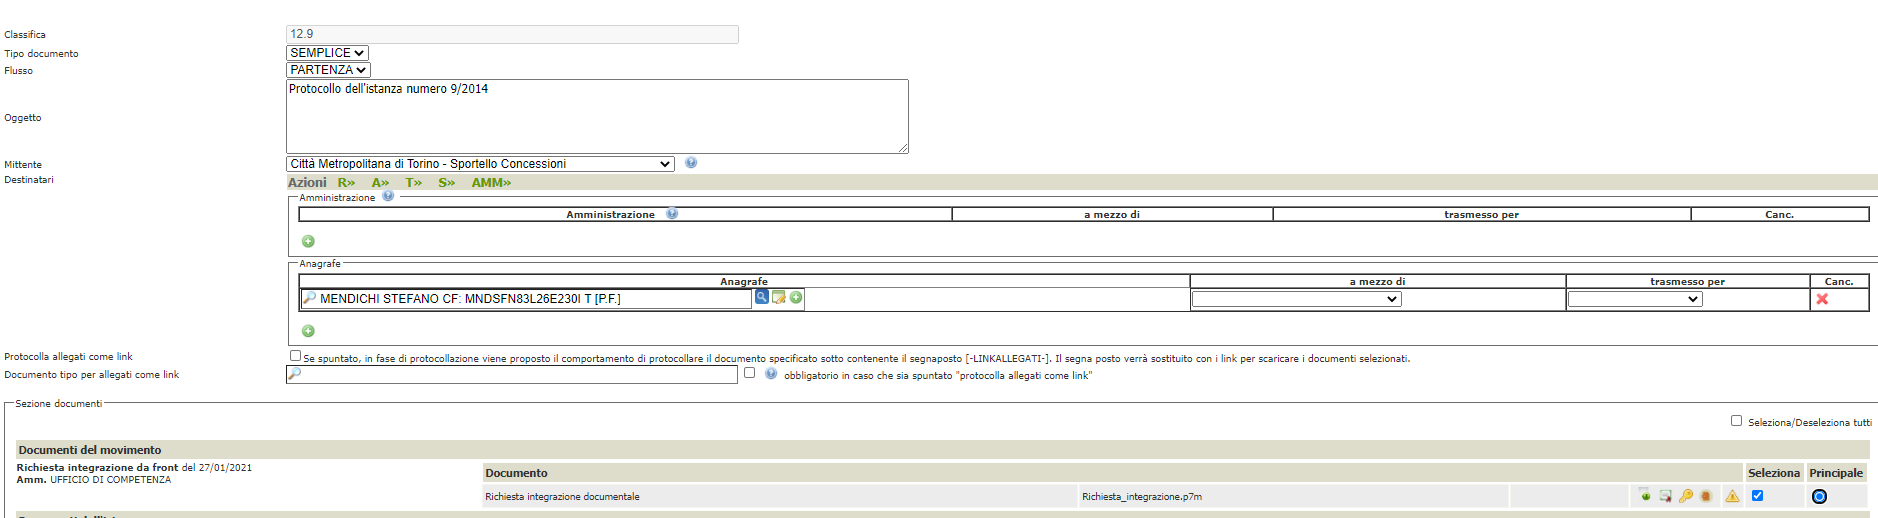 Classifica 12.9
Tipo documento SEMPLICE
Flusso PARTENZA
Oggetto Protocollo dell'istanza numero 9/2014
Mittente Città Metropolitana di Torino - Sportello Concessioni
Destinatari Azioni R» A» T» S» AMM»
Amministrazione
Amministrazione a mezzo di trasmesso per Canc.
Anagrafe
Anagrafe a mezzo di trasmesso per Canc.
MENDICHI STEFANO CF: MNDSFN83L26E230I T [P.F.]
Protocolla allegati come link Se spuntato, in fase di protocollazione viene proposto il comportamento di protocollare il documento specificato sotto contenente il segnaposto [-LINKALLEGATI-]. Il segna posto verrà sostituito con i link per scaricare i documenti selezionati.
Documento tipo per allegati come link obbligatorio in caso che sia spuntato "protocolla allegati come link"
Sezione documenti
Seleziona/Deseleziona tutti
Documenti del movimento
Richiesta integrazione da front del 27/01/2021
Amm. UFFICIO DI COMPETENZA
Documento Seleziona Principale
Richiesta integrazione documentale Richiesta_integrazione.p7m